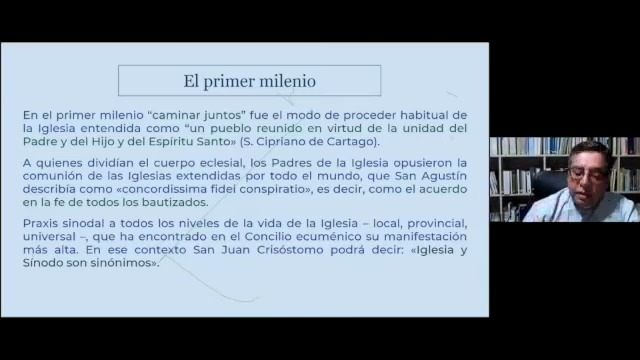 El primer milenio
En el primer milenio “caminar juntos” fue el modo de proceder habitual de
la Iglesia entendida como “un pueblo reunido en virtud de la unidad del
Padre y del Hijo y del Espíritu Santo» (S. Cipriano de Cartago).
A quienes dividían el cuerpo eclesial, los Padres de la Iglesia opusieron la
comunión de las Iglesias extendidas por todo el mundo, que San Agustín
describía como «concordissima fidei conspiratio», es decir, como el acuerdo
en la fe de todos los bautizados.
Praxis sinodal a todos los niveles de la vida de la Iglesia – local, provincial,
universal –, que ha encontrado en el Concilio ecuménico su manifestación
más alta. En ese contexto San Juan Crisóstomo podrá decir: «Iglesia y
Sínodo son sinónimos».